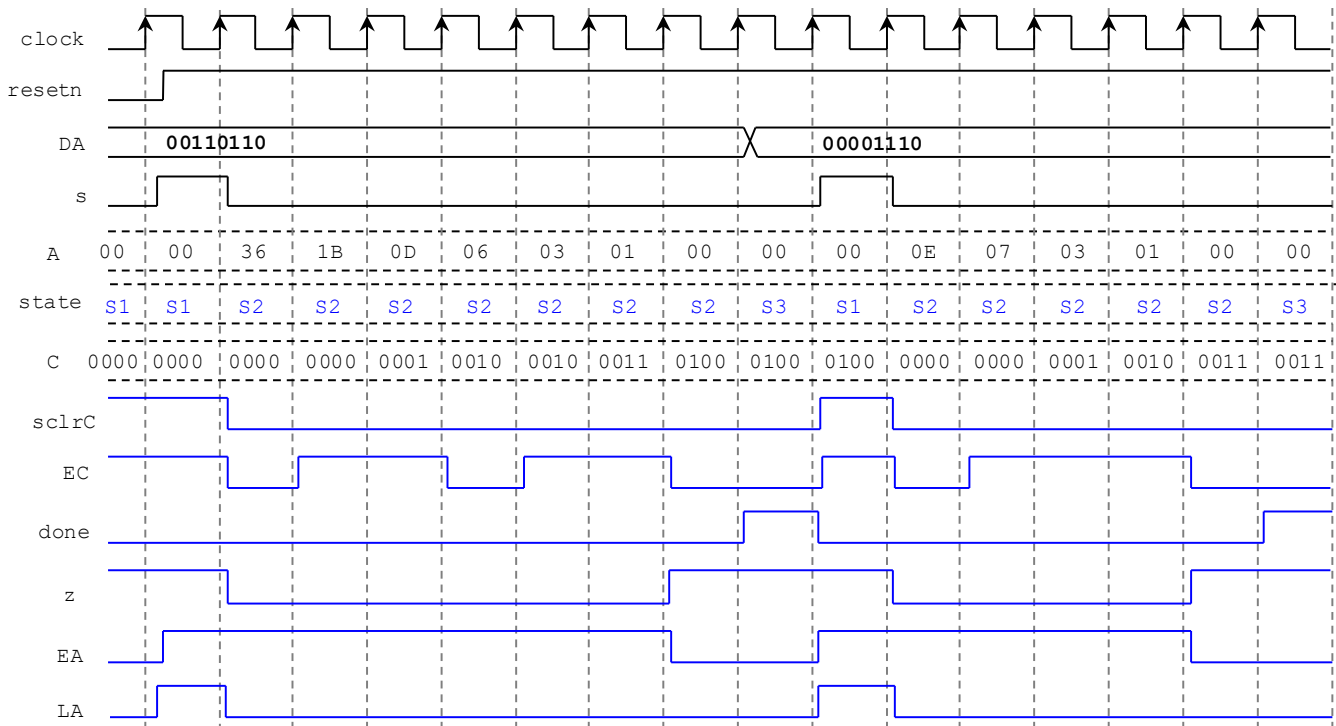 clock
resetn
DA 00110110 00001110
s
A 00 00 36 1B 0D 06 03 01 00 00 00 0E 07 03 01 00 00
state S1 S1 S2 S2 S2 S2 S2 S2 S2 S3 S1 S2 S2 S2 S2 S2 S3
C 0000 0000 0000 0000 0001 0010 0010 0011 0100 0100 0100 0000 0000 0001 0010 0011 0011
sclrC
EC
done
z
EA
LA